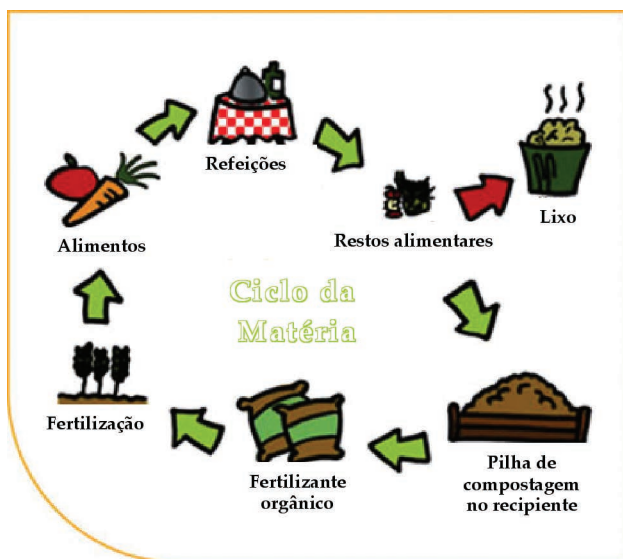 Refeições
Lixo
Restos alimentares
Alimentos
Ciclo da
Matéria
Fertilização
Fertilizante
orgânico
Pilha de
compostagem
no recipiente